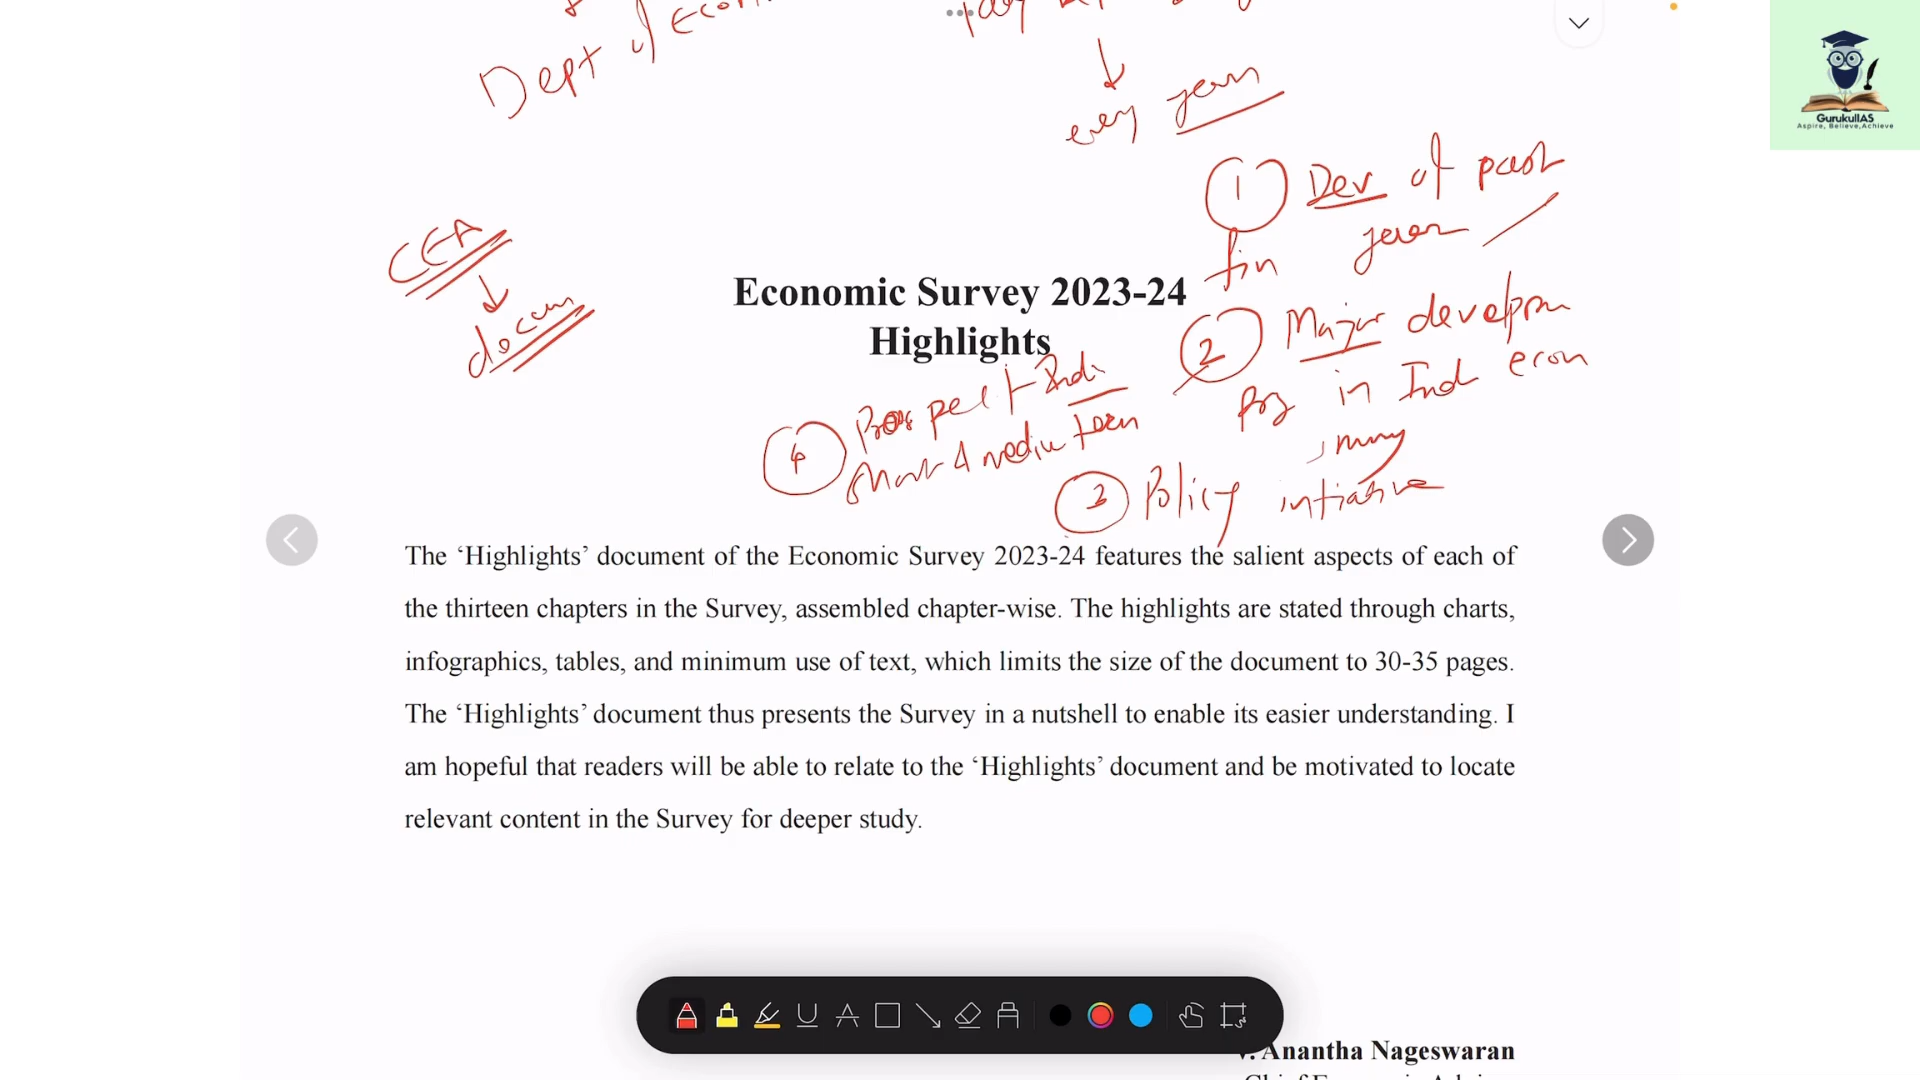 Dept of Econ
every year
GurukulIAS
Aspire, Believe,Achieve
1 Dev of past
fin year
CEA
docum
Economic Survey 2023-24
Highlights
2 Major developm
in Ind econ
4 Prospect Indi
short & mediu term
3 Policy intiative
The ‘Highlights’ document of the Economic Survey 2023-24 features the salient aspects of each of
the thirteen chapters in the Survey, assembled chapter-wise. The highlights are stated through charts,
infographics, tables, and minimum use of text, which limits the size of the document to 30-35 pages.
The ‘Highlights’ document thus presents the Survey in a nutshell to enable its easier understanding. I
am hopeful that readers will be able to relate to the ‘Highlights’ document and be motivated to locate
relevant content in the Survey for deeper study.
V. Anantha Nageswaran